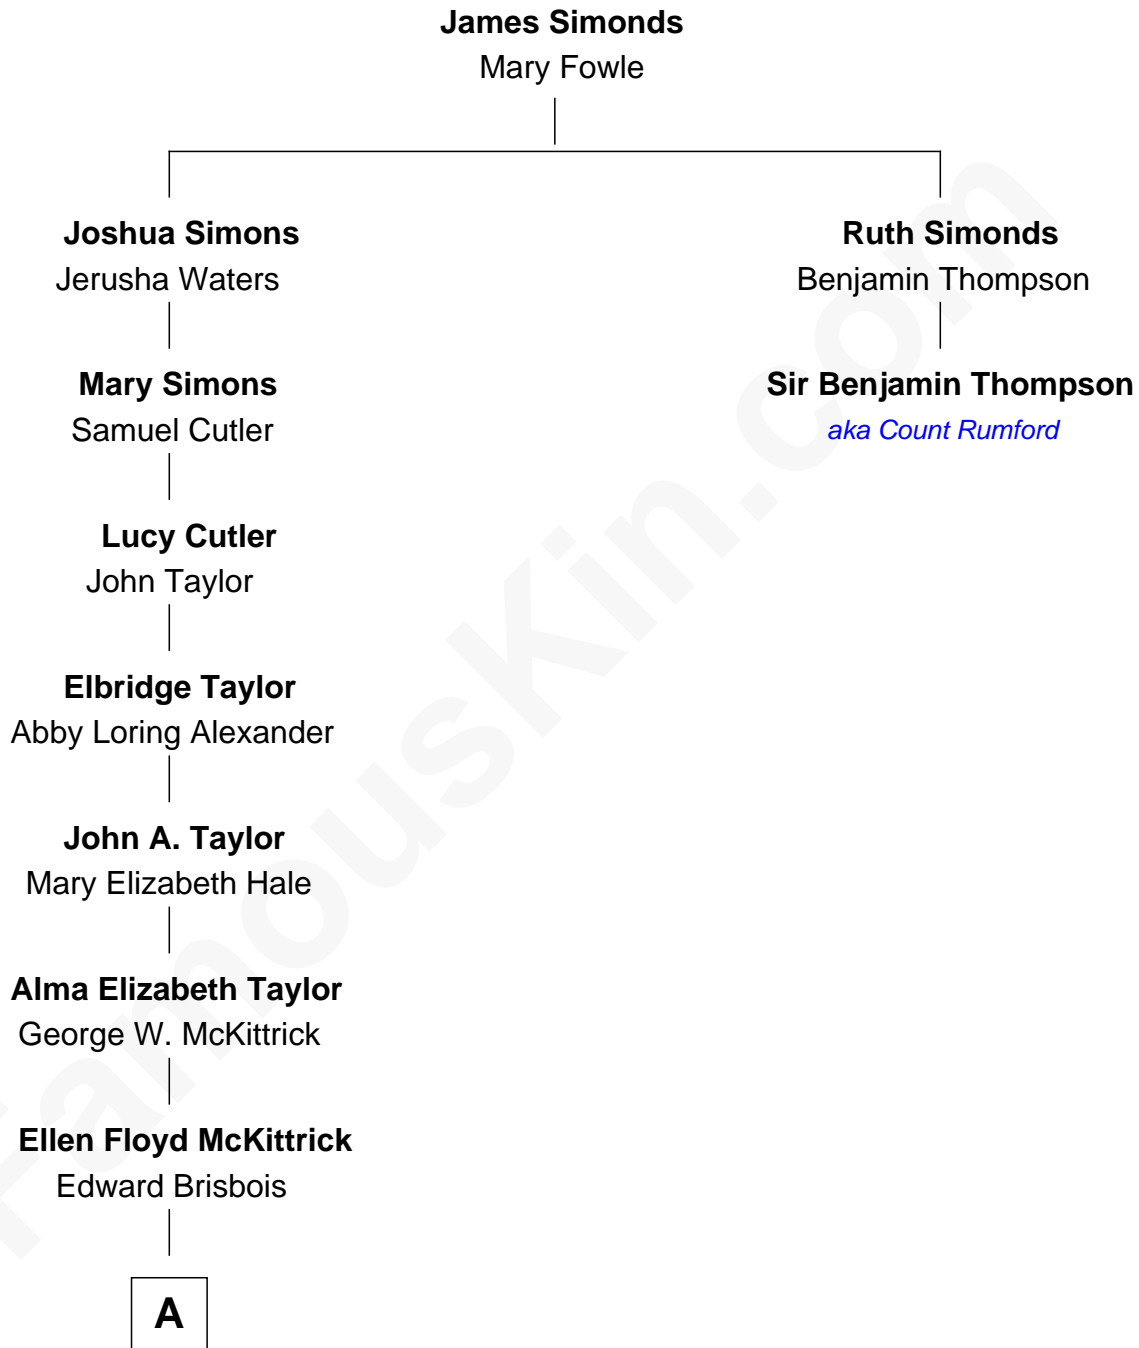 James Simonds
Mary Fowle
Joshua Simons
Jerusha Waters
Ruth Simonds
Benjamin Thompson
Mary Simons
Samuel Cutler
Sir Benjamin Thompson
aka Count Rumford
Lucy Cutler
John Taylor
Elbridge Taylor
Abby Loring Alexander
John A. Taylor
Mary Elizabeth Hale
Alma Elizabeth Taylor
George W. McKittrick
Ellen Floyd McKittrick
Edward Brisbois
A
FamousKin.com